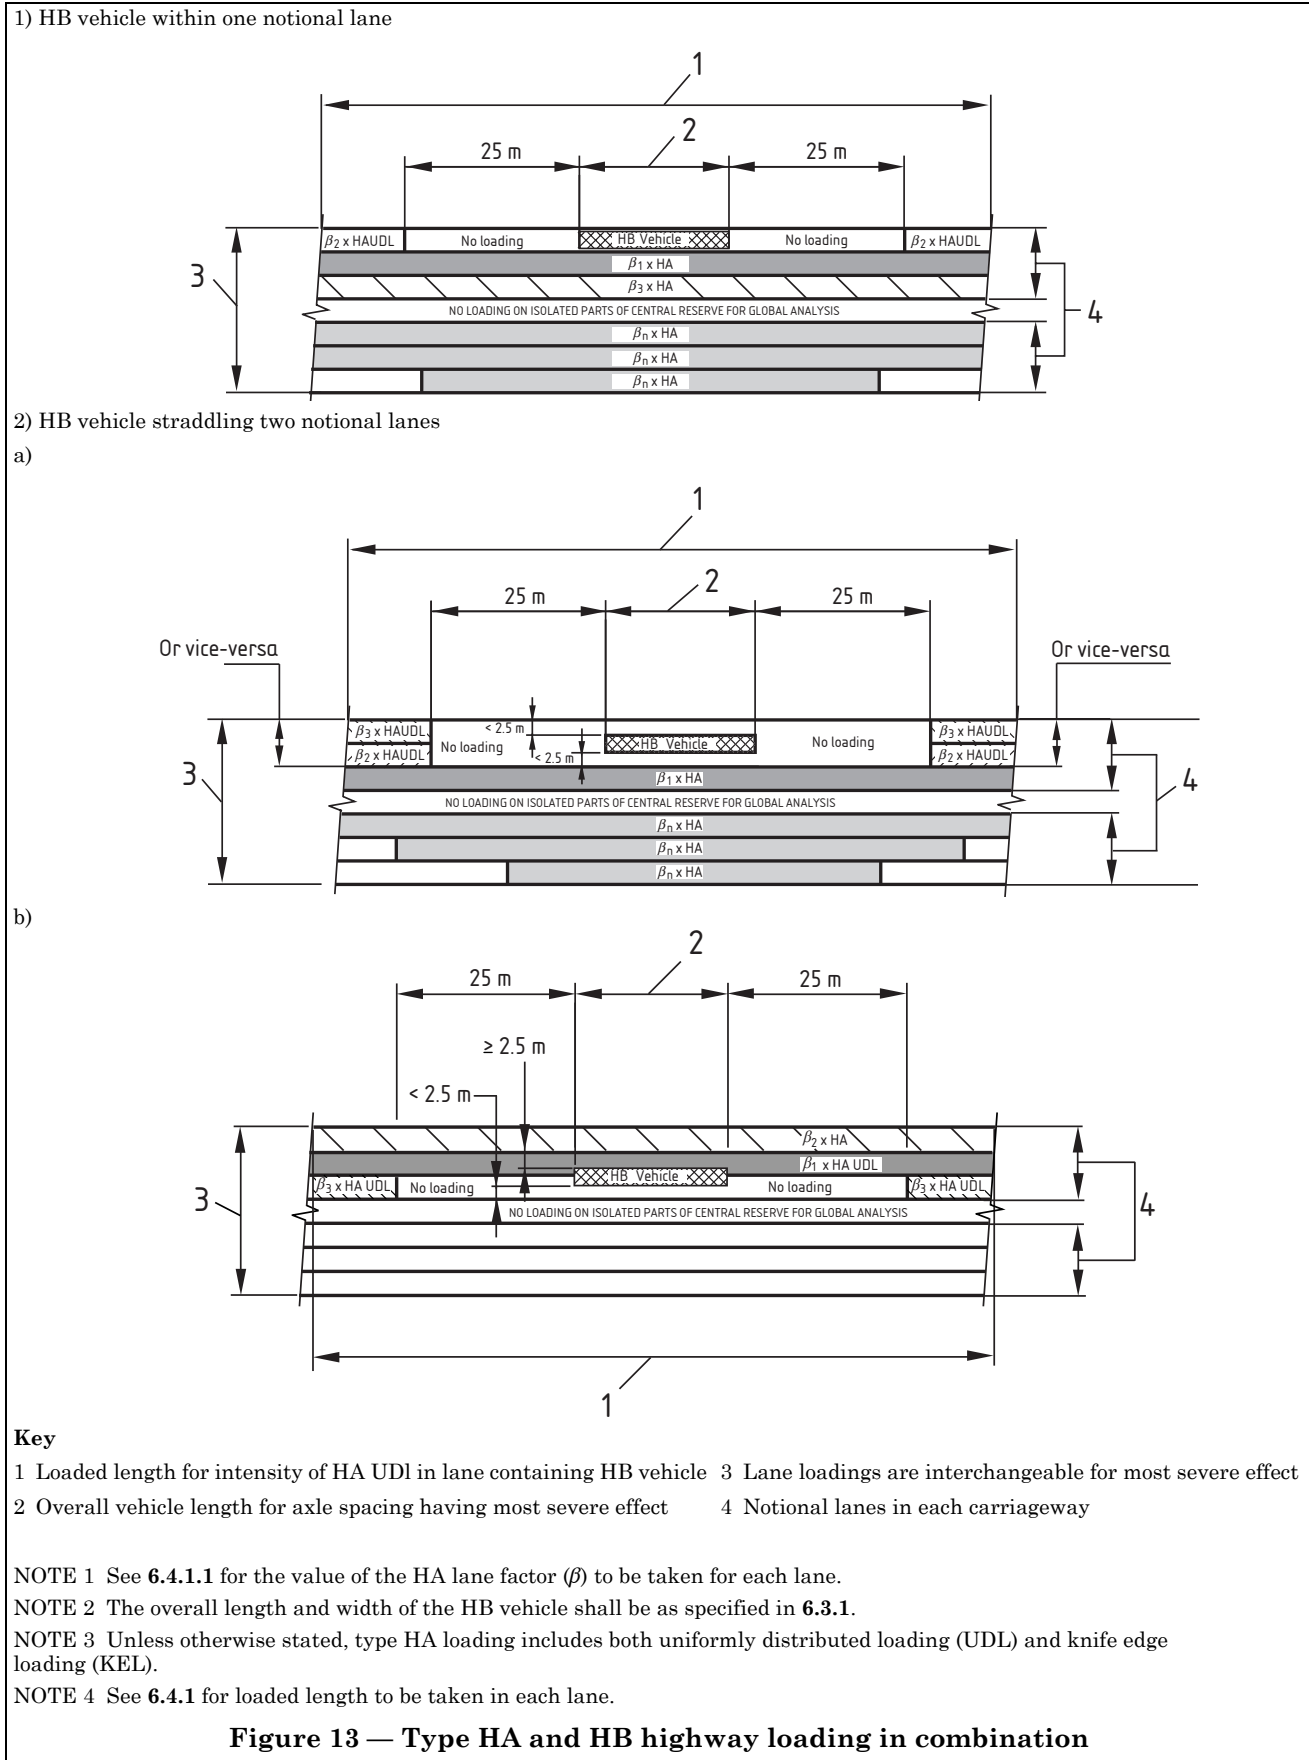 1) HB vehicle within one notional lane
1
2
25 m
25 m
β2 x HAUDL
No loading
HB Vehicle
No loading
β2 x HAUDL
β1 x HA
3
β3 x HA
NO LOADING ON ISOLATED PARTS OF CENTRAL RESERVE FOR GLOBAL ANALYSIS
4
βn x HA
βn x HA
βn x HA
2) HB vehicle straddling two notional lanes
a)
1
2
25 m
25 m
Or vice-versa
Or vice-versa
β3 x HAUDL
< 2.5 m
β3 x HAUDL
No loading
HB Vehicle
No loading
β2 x HAUDL
< 2.5 m
β2 x HAUDL
3
β1 x HA
4
NO LOADING ON ISOLATED PARTS OF CENTRAL RESERVE FOR GLOBAL ANALYSIS
βn x HA
βn x HA
βn x HA
b)
2
25 m
25 m
≥ 2.5 m
< 2.5 m
β2 x HA
β1 x HA UDL
HB Vehicle
β3 x HA UDL
No loading
No loading
β3 x HA UDL
3
4
NO LOADING ON ISOLATED PARTS OF CENTRAL RESERVE FOR GLOBAL ANALYSIS
1
Key
1 Loaded length for intensity of HA UDl in lane containing HB vehicle
3 Lane loadings are interchangeable for most severe effect
2 Overall vehicle length for axle spacing having most severe effect
4 Notional lanes in each carriageway
NOTE 1 See 6.4.1.1 for the value of the HA lane factor (β) to be taken for each lane.
NOTE 2 The overall length and width of the HB vehicle shall be as specified in 6.3.1.
NOTE 3 Unless otherwise stated, type HA loading includes both uniformly distributed loading (UDL) and knife edge
loading (KEL).
NOTE 4 See 6.4.1 for loaded length to be taken in each lane.
Figure 13 — Type HA and HB highway loading in combination